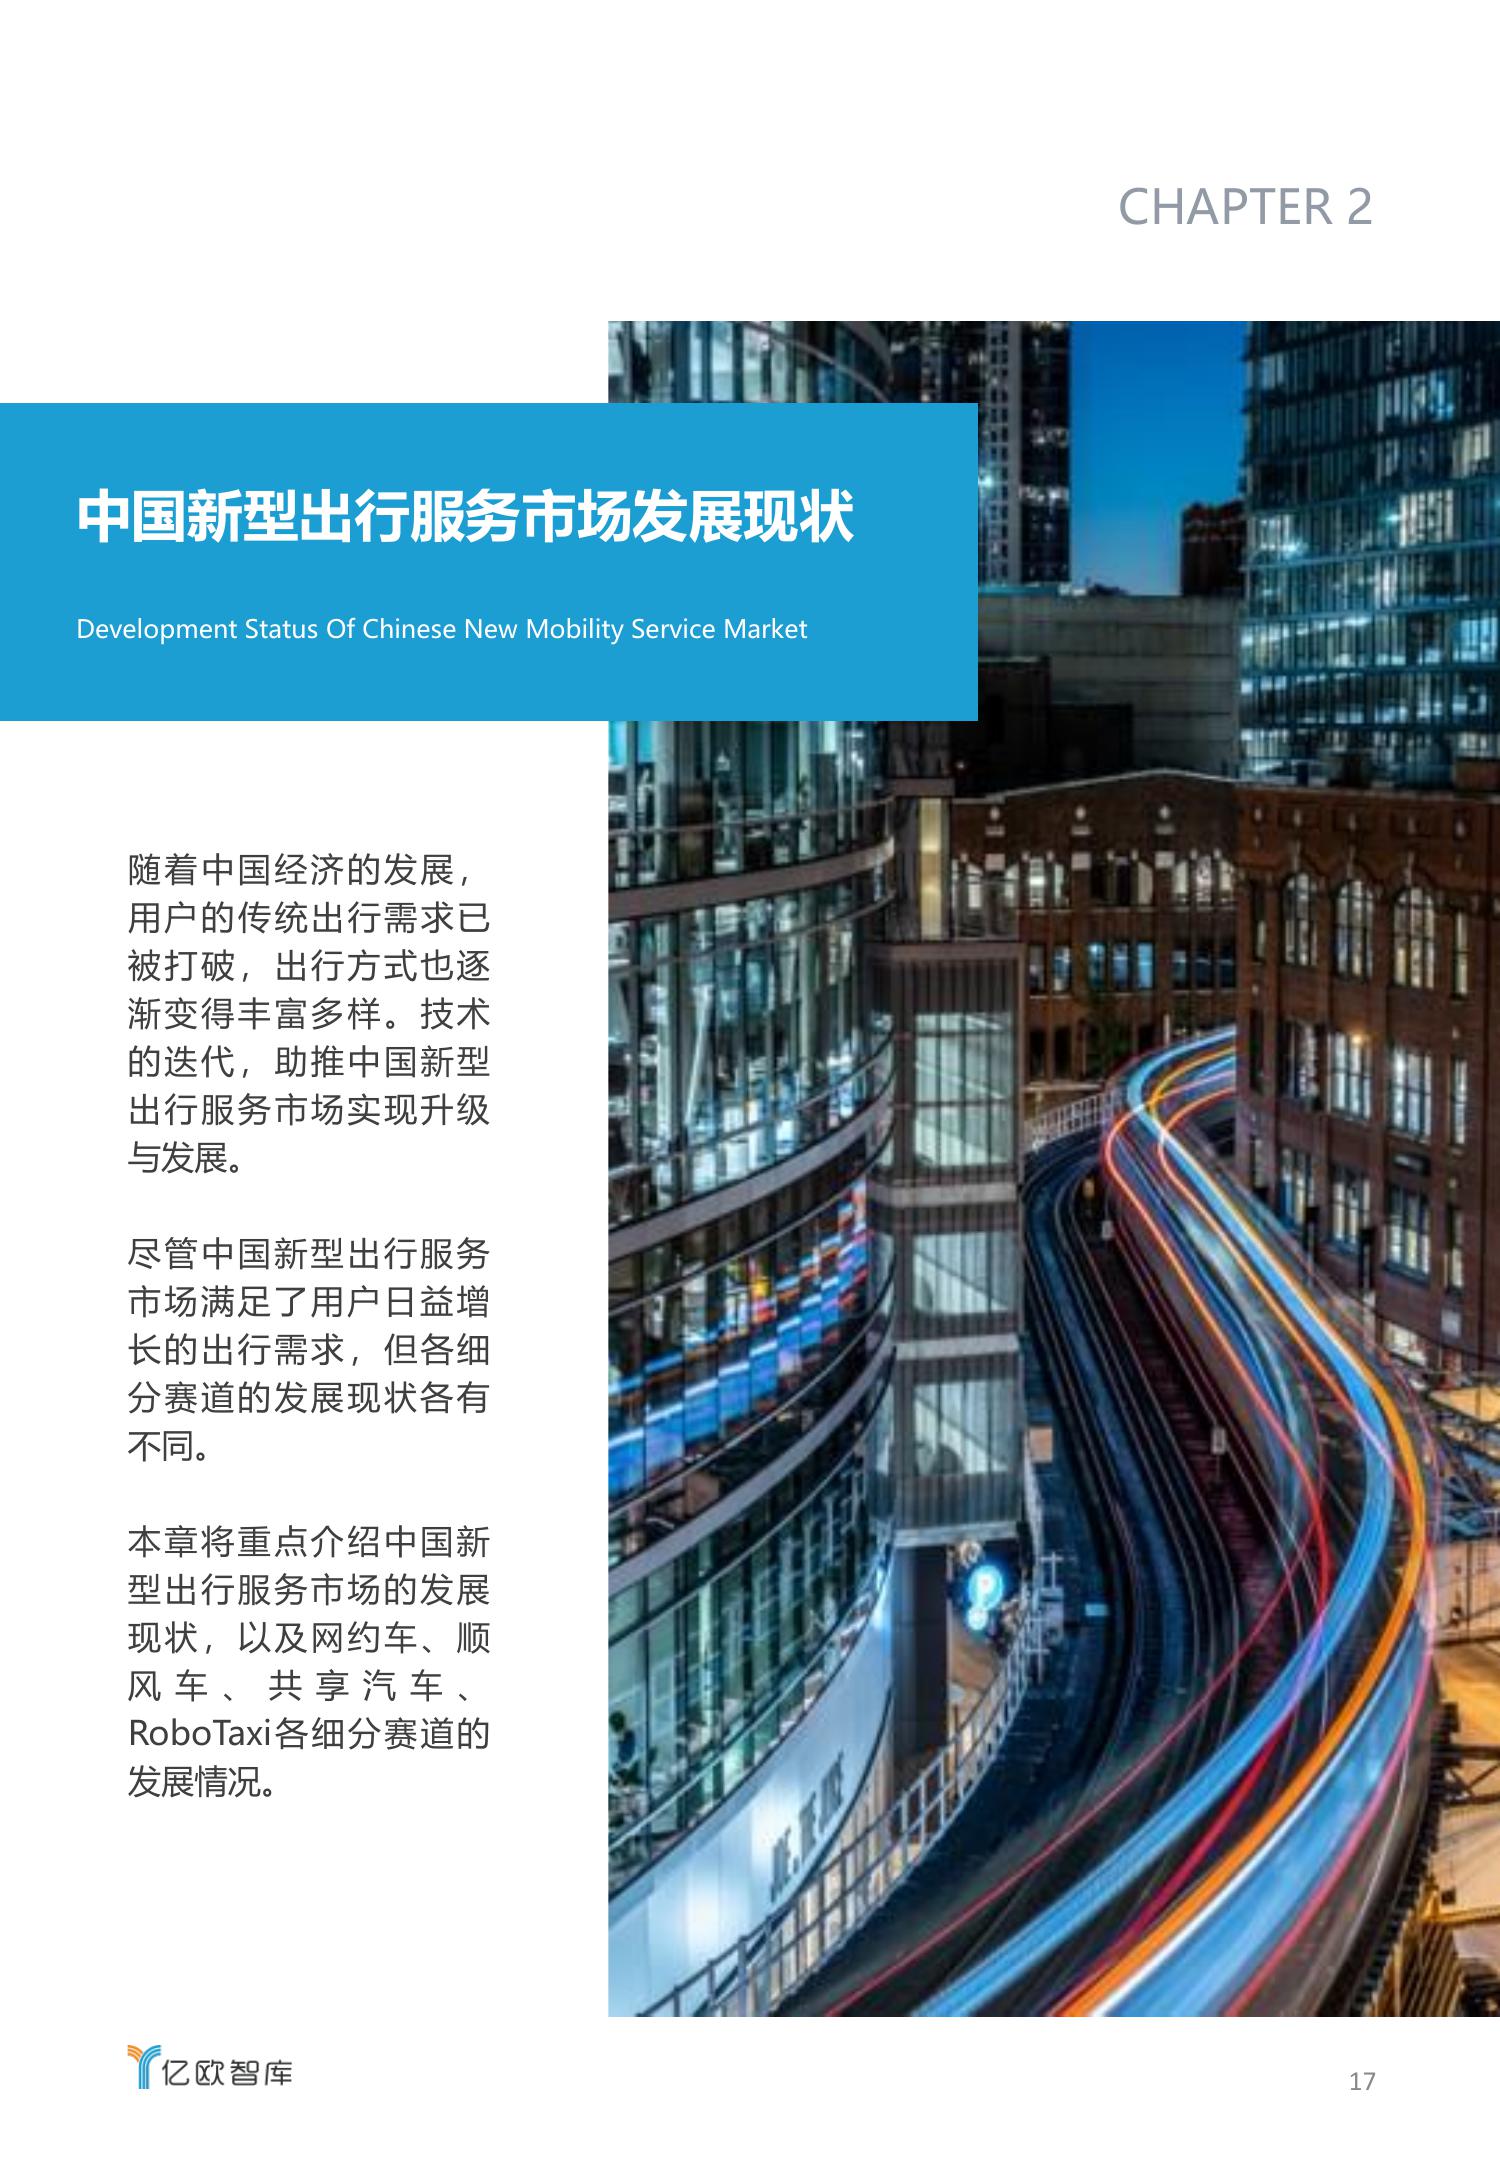 CHAPTER 2
中国新型出行服务市场发展现状
Development Status Of Chinese New Mobility Service Market
随着中国经济的发展，
用户的传统出行需求已
被打破，出行方式也逐
渐变得丰富多样。技术
的迭代，助推中国新型
出行服务市场实现升级
与发展。
尽管中国新型出行服务
市场满足了用户日益增
长的出行需求，但各细
分赛道的发展现状各有
不同。
本章将重点介绍中国新
型出行服务市场的发展
现状，以及网约车、顺
风车、共享汽车、
RoboTaxi各细分赛道的
发展情况。
亿欧智库
17